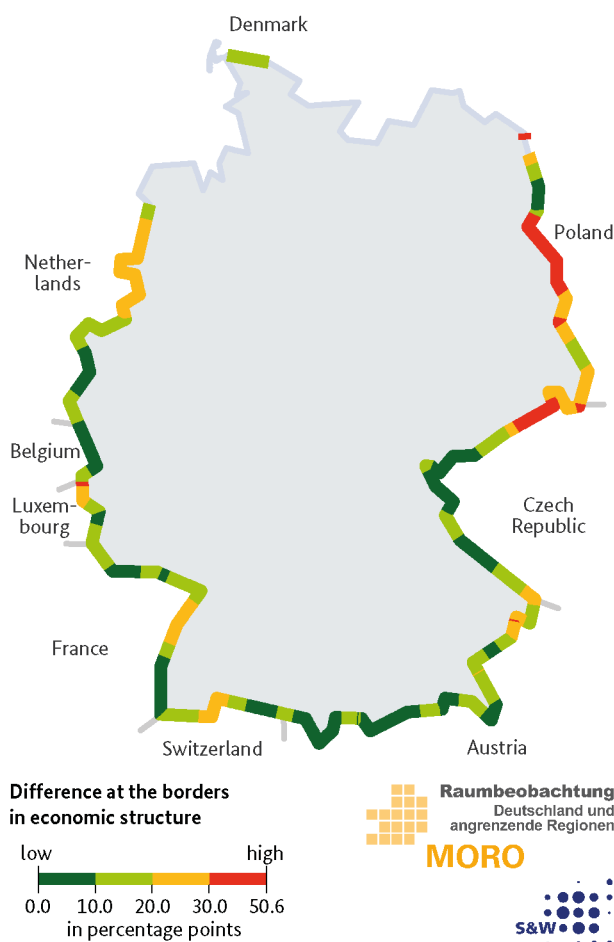 Denmark
Poland
Nether-
lands
Belgium
Luxem-
bourg
Czech
Republic
France
Switzerland
Austria
Difference at the borders
in economic structure
low
high
0.0
10.0
20.0
30.0
50.6
in percentage points
Raumbeobachtung
Deutschland und
angrenzende Regionen
MORO
S&W